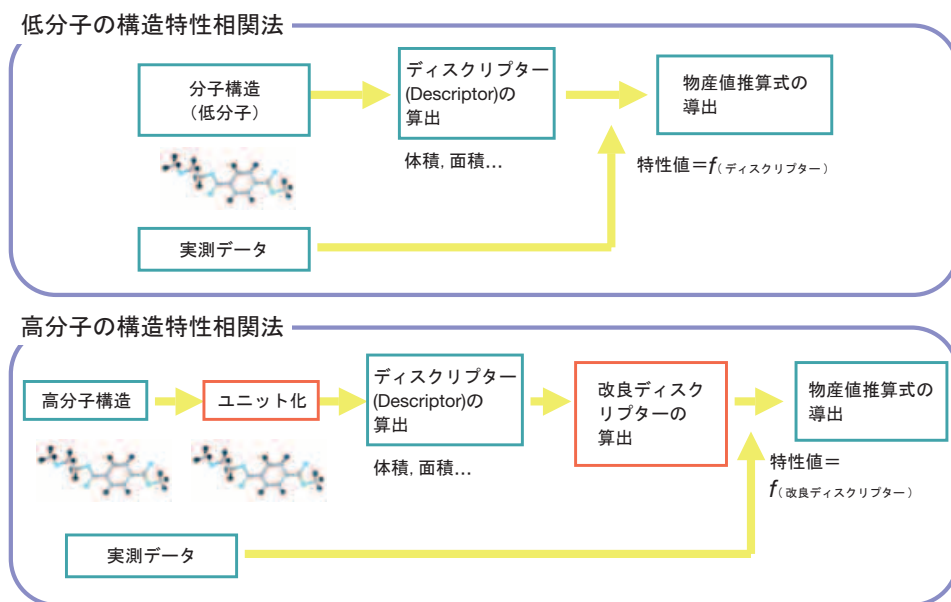 低分子の構造特性相関法
分子構造
（低分子）
ディスクリプター
(Descriptor)の
算出
物産値推算式の
導出
体積, 面積…
特性値＝f（ディスクリプター）
実測データ
高分子の構造特性相関法
高分子構造
ユニット化
ディスクリプター
(Descriptor)の
算出
改良ディスク
リプターの
算出
物産値推算式の
導出
体積, 面積…
特性値＝
f（改良ディスクリプター）
実測データ